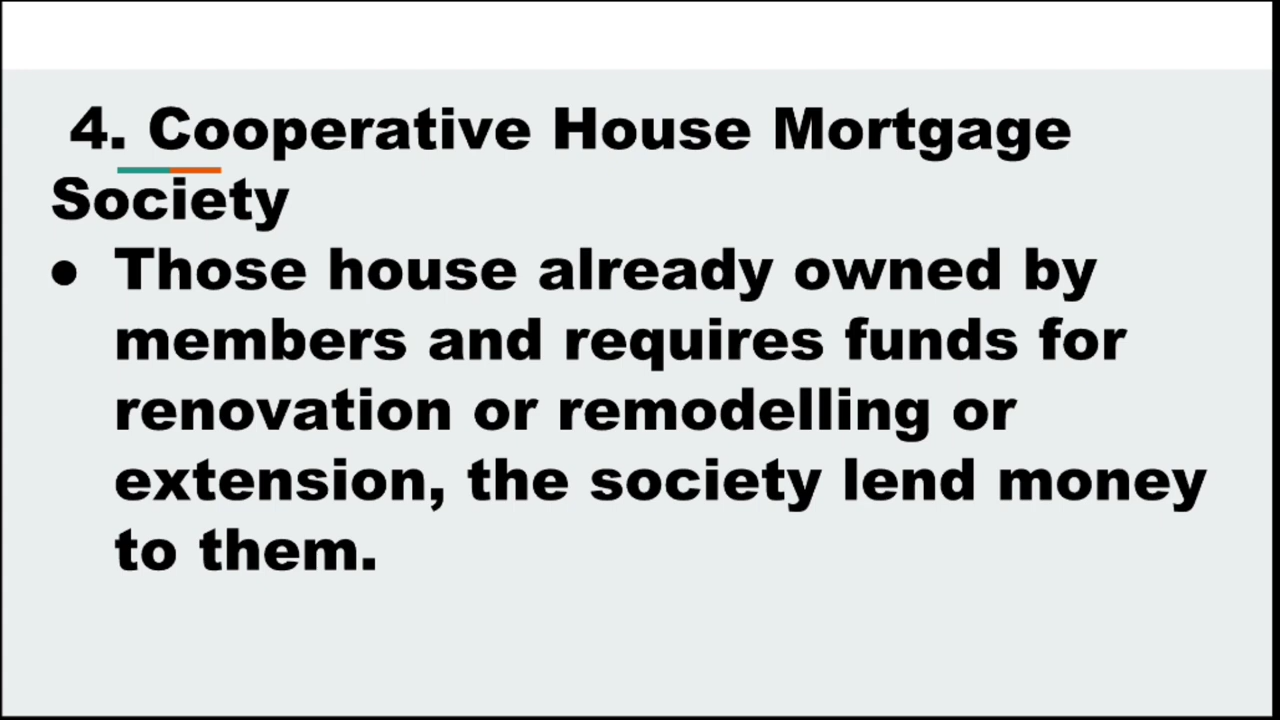 4. Cooperative House Mortgage
Society
● Those house already owned by
members and requires funds for
renovation or remodelling or
extension, the society lend money
to them.